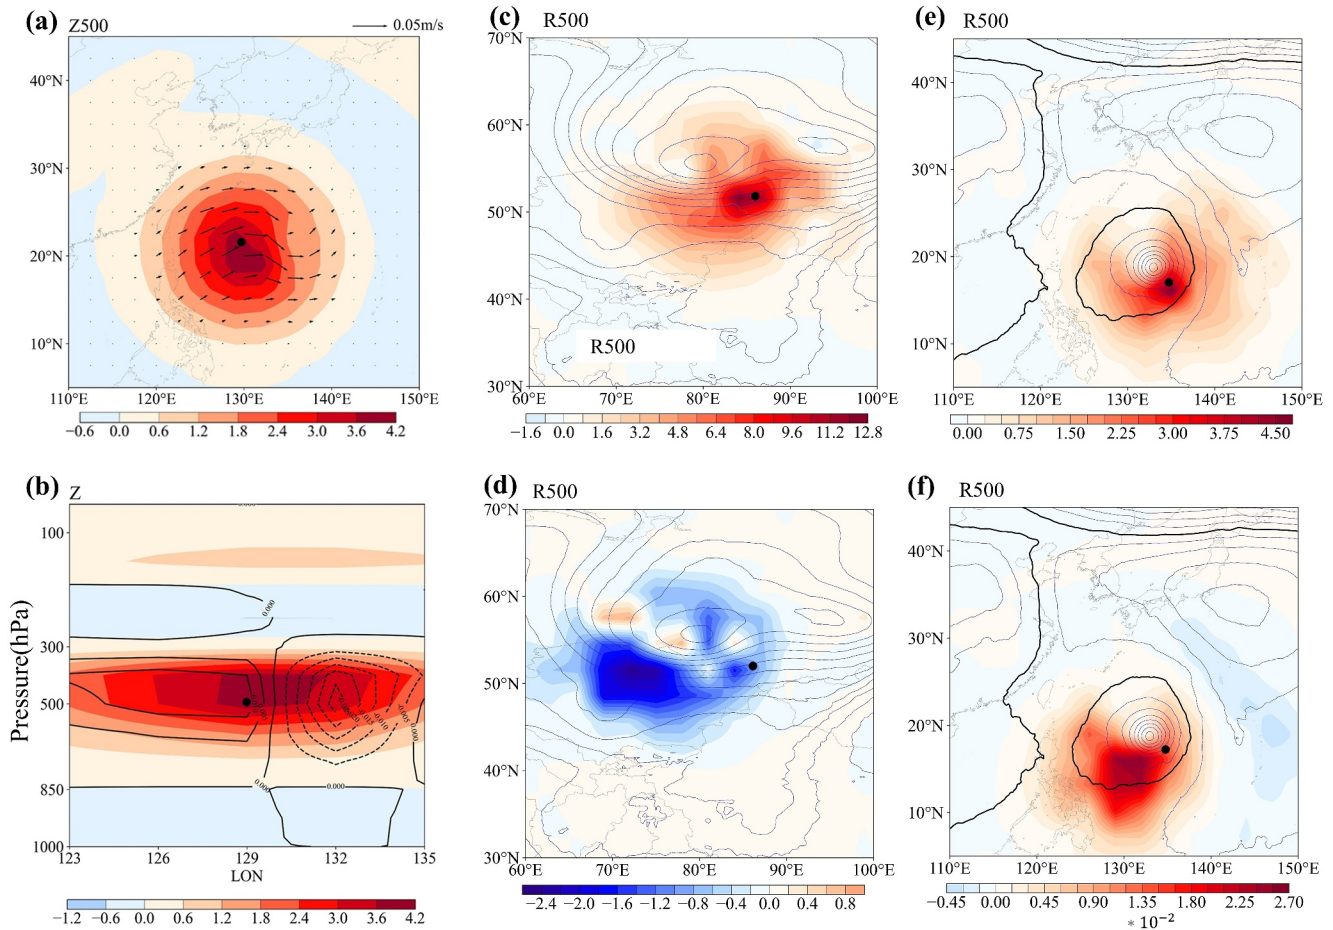 (a) Z500 0.05m/s
40°N
30°N
20°N
10°N
110°E 120°E 130°E 140°E 150°E
−0.6 0.0 0.6 1.2 1.8 2.4 3.0 3.6 4.2
(c) R500
70°N
60°N
50°N
40°N
R500
30°N
60°E 70°E 80°E 90°E 100°E
−1.6 0.0 1.6 3.2 4.8 6.4 8.0 9.6 11.2 12.8
(e) R500
40°N
30°N
20°N
10°N
110°E 120°E 130°E 140°E 150°E
0.00 0.75 1.50 2.25 3.00 3.75 4.50
(b) Z
Pressure(hPa)
100
300
500
850
1000
0.000
0.000
0.000
123 126 129 132 135
LON
−1.2 −0.6 0.0 0.6 1.2 1.8 2.4 3.0 3.6 4.2
(d) R500
70°N
60°N
50°N
40°N
30°N
60°E 70°E 80°E 90°E 100°E
−2.4 −2.0 −1.6 −1.2 −0.8 −0.4 0.0 0.4 0.8
(f) R500
40°N
30°N
20°N
10°N
110°E 120°E 130°E 140°E 150°E
−0.45 0.00 0.45 0.90 1.35 1.80 2.25 2.70
* 10⁻²